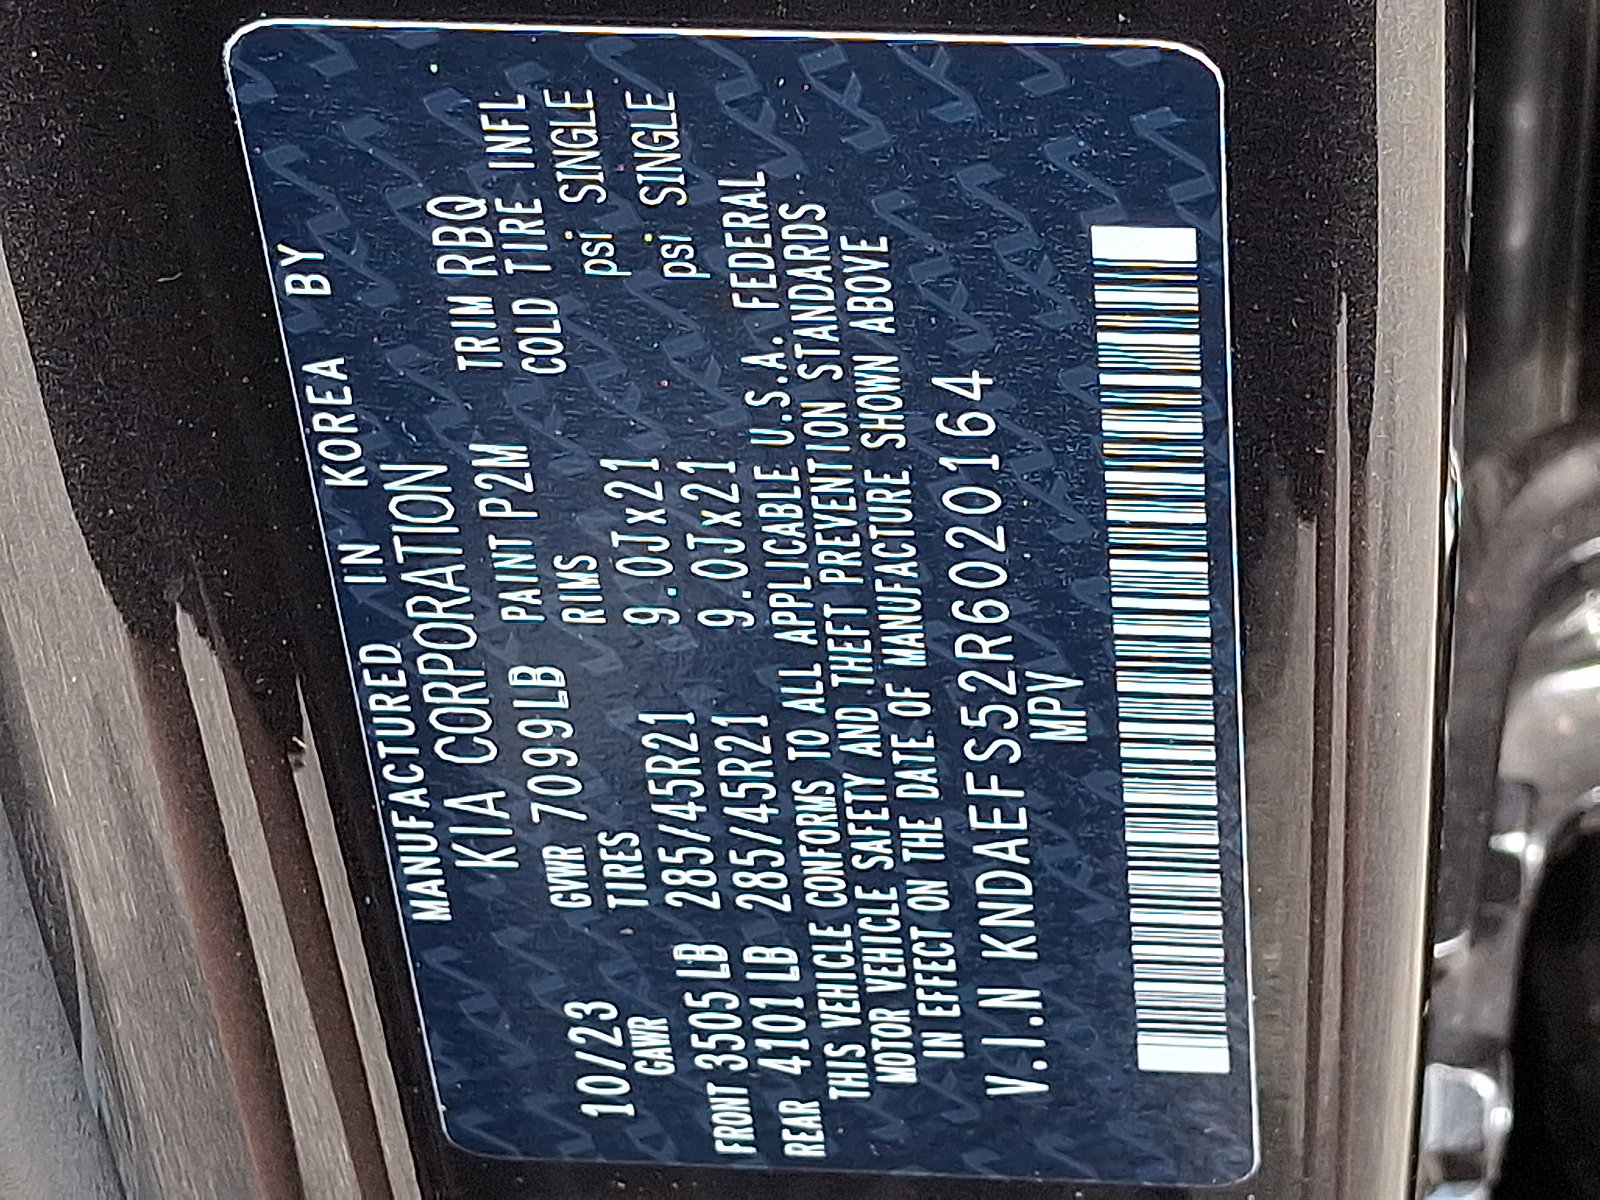 MANUFACTURED IN KOREA BY
KIA CORPORATION
10/23 GVWR 7099LB PAINT P2M TRIM RBQ
GAWR TIRES RIMS COLD TIRE INFL
FRONT 3505LB 285/45R21 9.0Jx21 psi SINGLE
REAR 4101LB 285/45R21 9.0Jx21 psi SINGLE
THIS VEHICLE CONFORMS TO ALL APPLICABLE U.S.A. FEDERAL
MOTOR VEHICLE SAFETY AND THEFT PREVENTION STANDARDS
IN EFFECT ON THE DATE OF MANUFACTURE SHOWN ABOVE
V.I.N KNDAEFS52R6020164
MPV